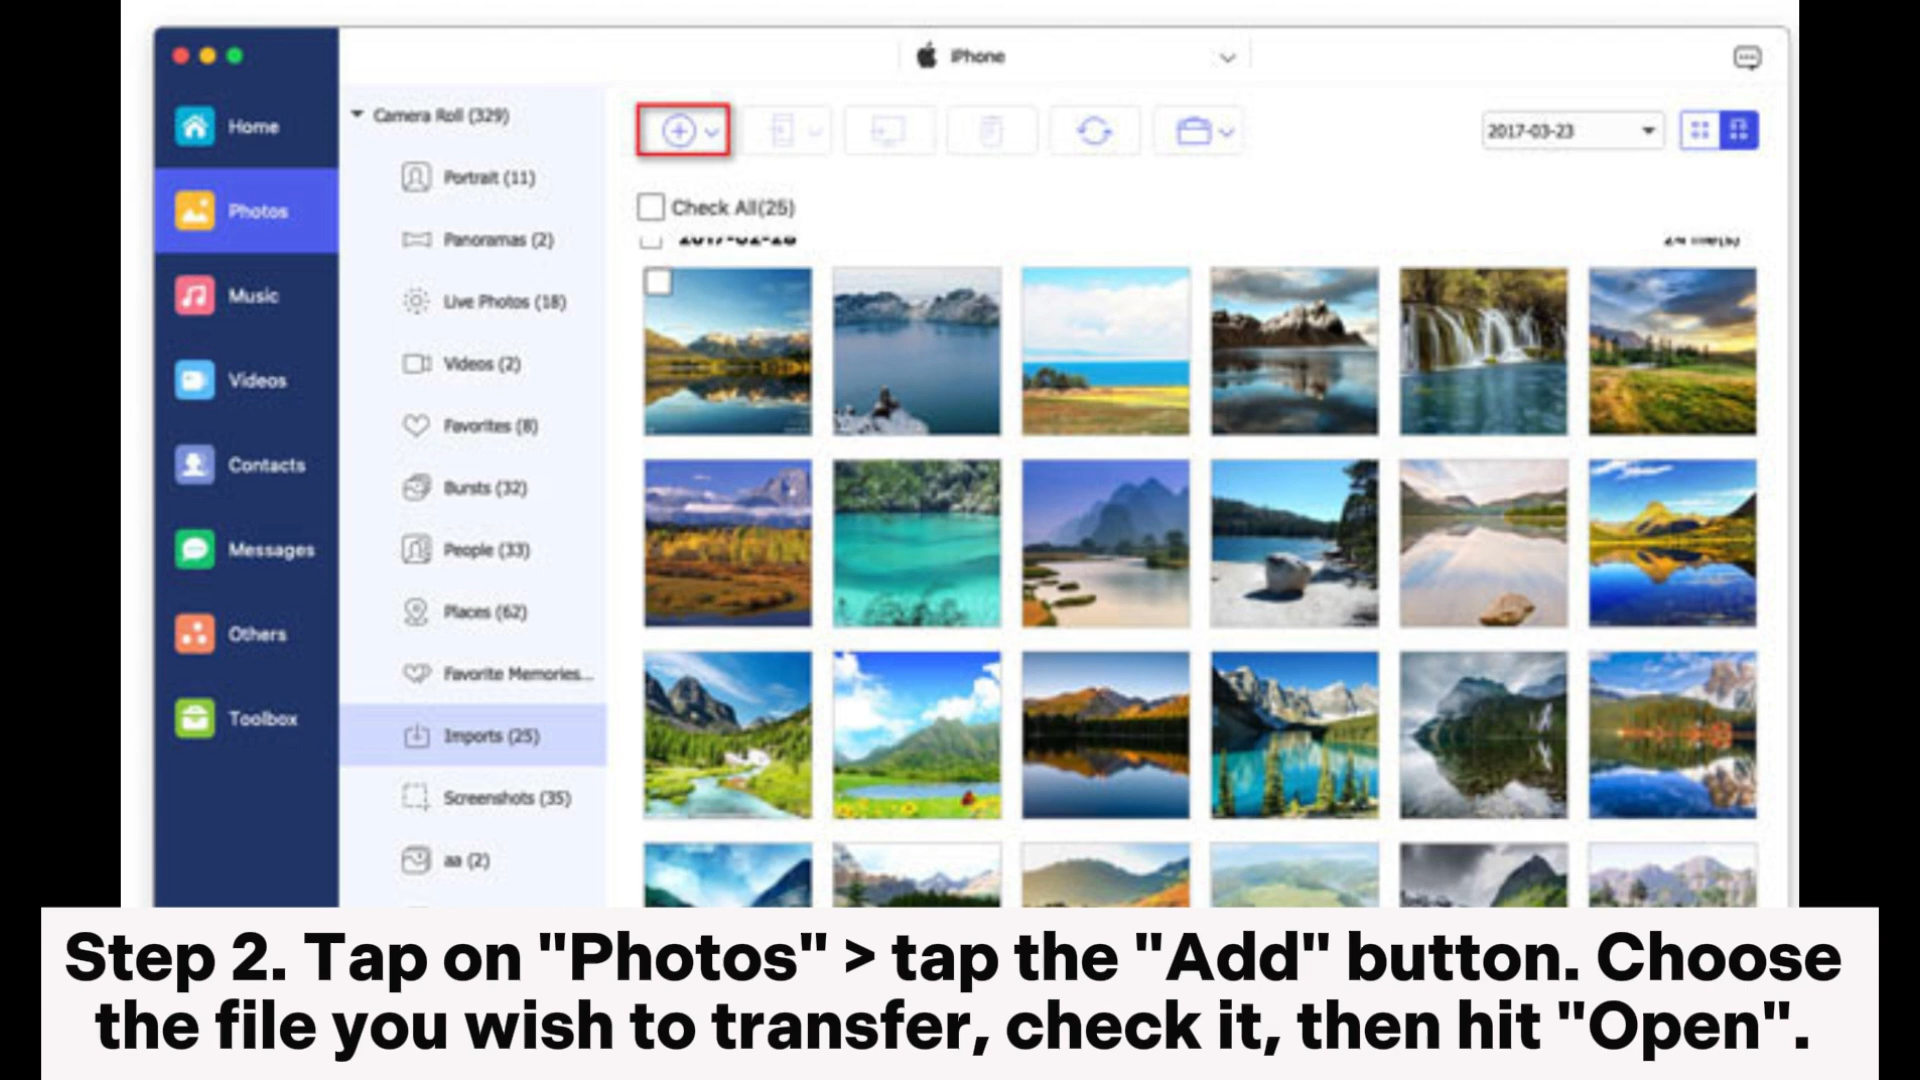 iPhone
Home
Photos
Music
Videos
Contacts
Messages
Others
Toolbox
Camera Roll (329)
Portrait (11)
Panoramas (2)
Live Photos (18)
Videos (2)
Favorites (8)
Bursts (32)
People (33)
Places (62)
Favorite Memories...
Imports (25)
Screenshots (35)
aa (2)
2017-03-23
Check All(25)
Step 2. Tap on "Photos" > tap the "Add" button. Choose
the file you wish to transfer, check it, then hit "Open".